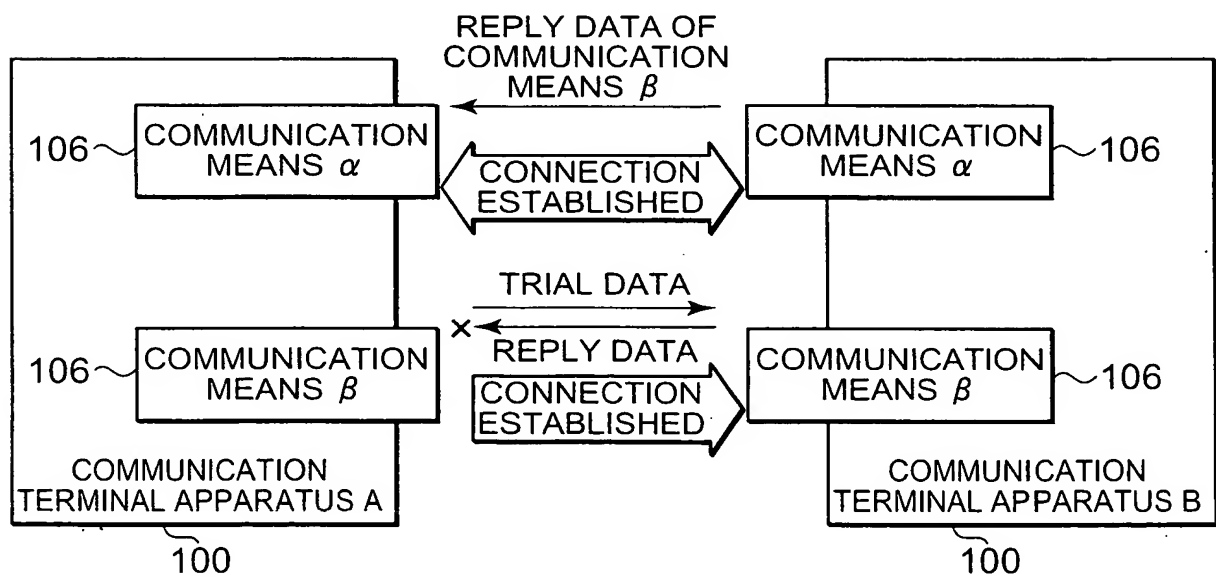 REPLY DATA OF
COMMUNICATION
MEANS β
COMMUNICATION
MEANS α
106
CONNECTION
ESTABLISHED
COMMUNICATION
MEANS α
106
TRIAL DATA
×
REPLY DATA
COMMUNICATION
MEANS β
106
CONNECTION
ESTABLISHED
COMMUNICATION
MEANS β
106
COMMUNICATION
TERMINAL APPARATUS A
100
COMMUNICATION
TERMINAL APPARATUS B
100